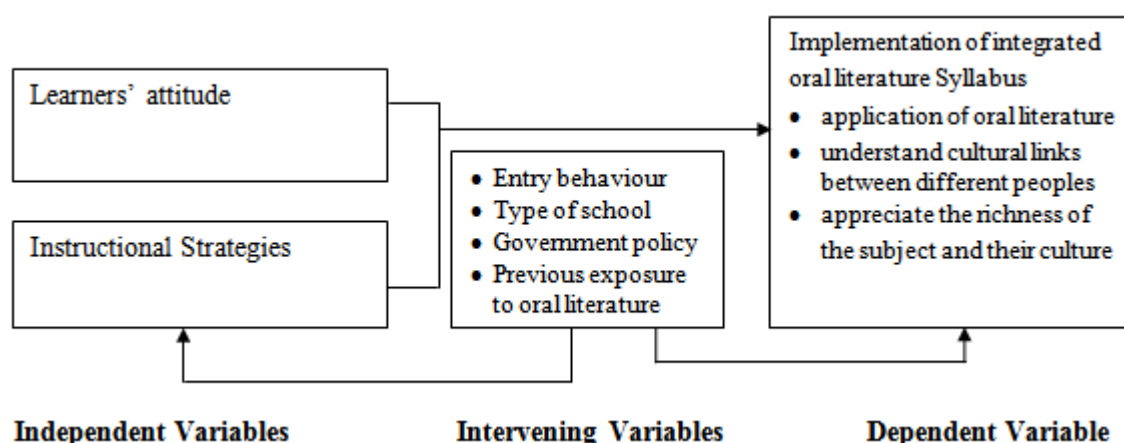 Learners’ attitude
Instructional Strategies
• Entry behaviour
• Type of school
• Government policy
• Previous exposure
to oral literature
Implementation of integrated
oral literature Syllabus
• application of oral literature
• understand cultural links
between different peoples
• appreciate the richness of
the subject and their culture
Independent Variables
Intervening Variables
Dependent Variable